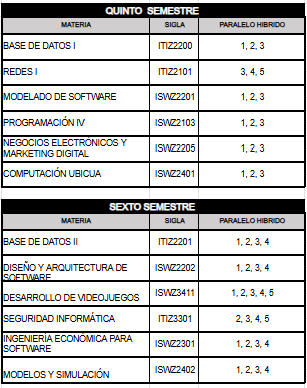 QUINTO SEMESTRE
MATERIA SIGLA PARALELO HIBRIDO
BASE DE DATOS I ITIZ2200 1, 2, 3
REDES I ITIZ2101 3, 4, 5
MODELADO DE SOFTWARE ISWZ2201 1, 2, 3
PROGRAMACIÓN IV ISWZ2103 1, 2, 3
NEGOCIOS ELECTRÓNICOS Y
MARKETING DIGITAL ISWZ2205 1, 2, 3
COMPUTACIÓN UBICUA ISWZ2401 1, 2, 3
SEXTO SEMESTRE
MATERIA SIGLA PARALELO HIBRIDO
BASE DE DATOS II ITIZ2201 1, 2, 3, 4
DISEÑO Y ARQUITECTURA DE
SOFTWARE ISWZ2202 1, 2, 3, 4
DESARROLLO DE VIDEOJUEGOS ISWZ3411 1, 2, 3, 4, 5
SEGURIDAD INFORMÁTICA ITIZ3301 2, 3, 4, 5
INGENIERÍA ECONÓMICA PARA
SOFTWARE ISWZ2301 1, 2, 3, 4
MODELOS Y SIMULACIÓN ISWZ2402 1, 2, 3, 4